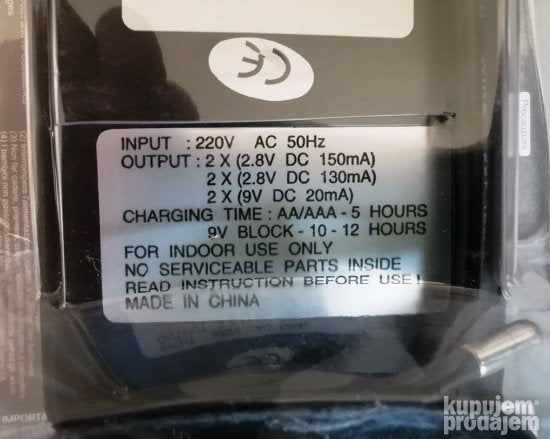 CE
INPUT : 220V AC 50Hz
OUTPUT : 2 X (2.8V DC 150mA)
2 X (2.8V DC 130mA)
2 X (9V DC 20mA)
CHARGING TIME : AA/AAA - 5 HOURS
9V BLOCK - 10 - 12 HOURS
FOR INDOOR USE ONLY
NO SERVICEABLE PARTS INSIDE
READ INSTRUCTION BEFORE USE !
MADE IN CHINA
Precauzioni
IMPORTA
kupujem
prodajem